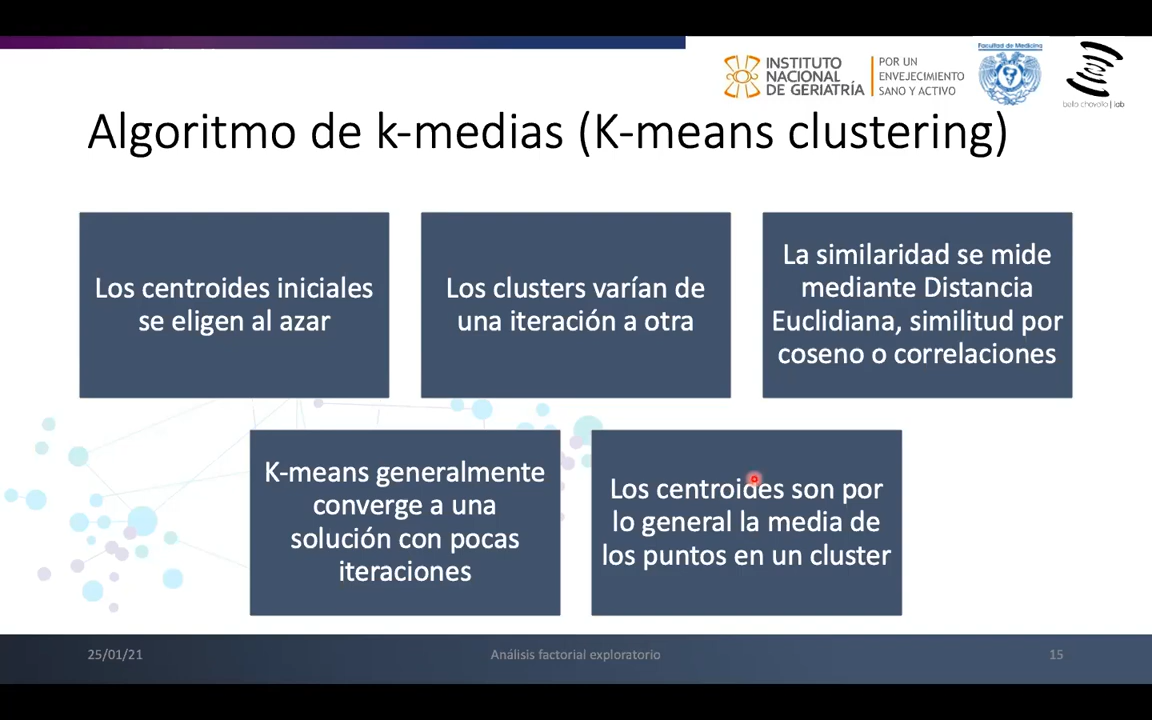 INSTITUTO
NACIONAL
DE GERIATRÍA
POR UN
ENVEJECIMIENTO
SANO Y ACTIVO
Facultad de Medicina
bello chavolla | lab
Algoritmo de k-medias (K-means clustering)
Los centroides iniciales
se eligen al azar
Los clusters varían de
una iteración a otra
La similaridad se mide
mediante Distancia
Euclidiana, similitud por
coseno o correlaciones
K-means generalmente
converge a una
solución con pocas
iteraciones
Los centroides son por
lo general la media de
los puntos en un cluster
25/01/21
Análisis factorial exploratorio
15